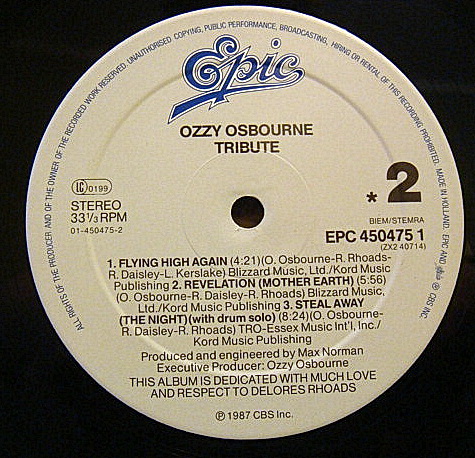 ALL RIGHTS OF THE PRODUCER AND OF THE OWNER OF THE RECORDED WORK RESERVED. UNAUTHORISED COPYING, PUBLIC PERFORMANCE, BROADCASTING, HIRING OR RENTAL OF THIS RECORDING PROHIBITED. MADE IN HOLLAND. EPIC AND Epic ® CBS INC.
Epic
OZZY OSBOURNE
TRIBUTE
LC 0199
STEREO
33 1/3 RPM
01-450475-2
* 2
BIEM/STEMRA
EPC 450475 1
(ZX2 40714)
1. FLYING HIGH AGAIN (4:21)(O. Osbourne-R. Rhoads-
R. Daisley-L. Kerslake) Blizzard Music, Ltd./Kord Music
Publishing 2. REVELATION (MOTHER EARTH) (5:56)
(O. Osbourne-R. Daisley-R. Rhoads) Blizzard Music,
Ltd./Kord Music Publishing 3. STEAL AWAY
(THE NIGHT)(with drum solo) (8:24)(O. Osbourne-
R. Daisley-R. Rhoads) TRO-Essex Music Int'l, Inc./
Kord Music Publishing
Produced and engineered by Max Norman
Executive Producer: Ozzy Osbourne
THIS ALBUM IS DEDICATED WITH MUCH LOVE
AND RESPECT TO DELORES RHOADS
℗ 1987 CBS Inc.